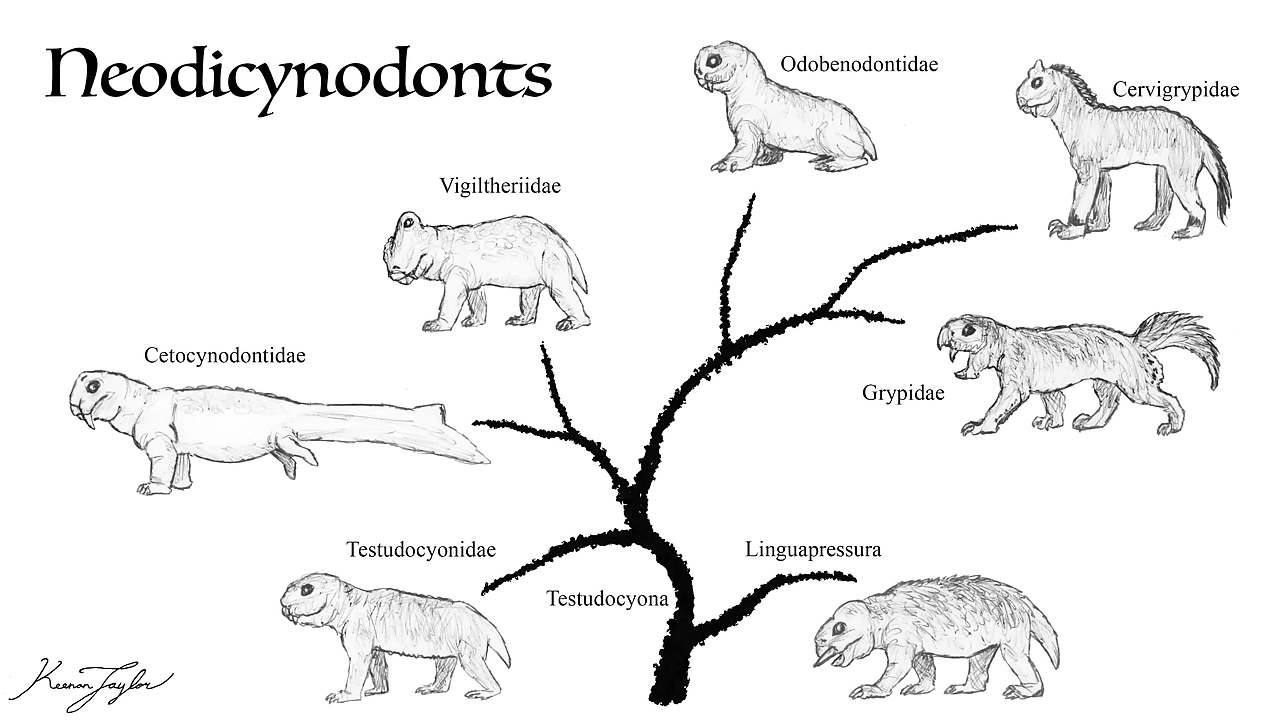 Neodicynodonts
Odobenodontidae
Cervigrypidae
Vigiltheriidae
Cetocynodontidae
Grypidae
Testudocyonidae
Linguapressura
Testudocyona
Keenan Taylor